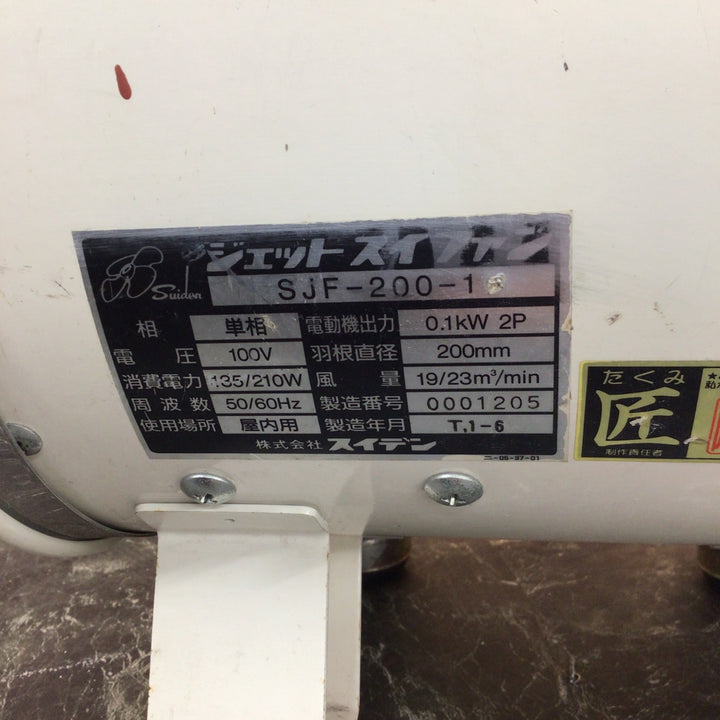 ジェットスイファン
Suiden
SJF-200-1
相 単相 電動機出力 0.1kW 2P
電圧 100V 羽根直径 200mm
消費電力 135/210W 風量 19/23m³/min
周波数 50/60Hz 製造番号 0001205
使用場所 屋内用 製造年月 T,1-6
株式会社スイデン
ニ-05-97-01
たくみ
匠
制作責任者